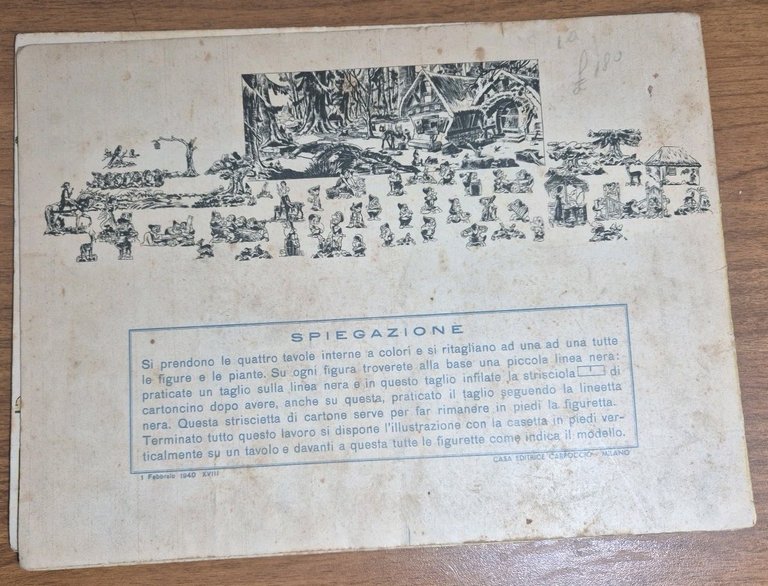 £ 180
SPIEGAZIONE
Si prendono le quattro tavole interne a colori e si ritagliano ad una ad una tutte
le figure e le piante. Su ogni figura troverete alla base una piccola linea nera:
praticate un taglio sulla linea nera e in questo taglio infilate la strisciola di
cartoncino dopo avere, anche su questa, praticato il taglio seguendo la lineetta
nera. Questa striscietta di cartone serve per far rimanere in piedi la figuretta.
Terminato tutto questo lavoro si dispone l'illustrazione con la casetta in piedi ver-
ticalmente su un tavolo e davanti a questa tutte le figurette come indica il modello.
1 Febbraio 1940 XVIII
CASA EDITRICE CARROCCIO - MILANO